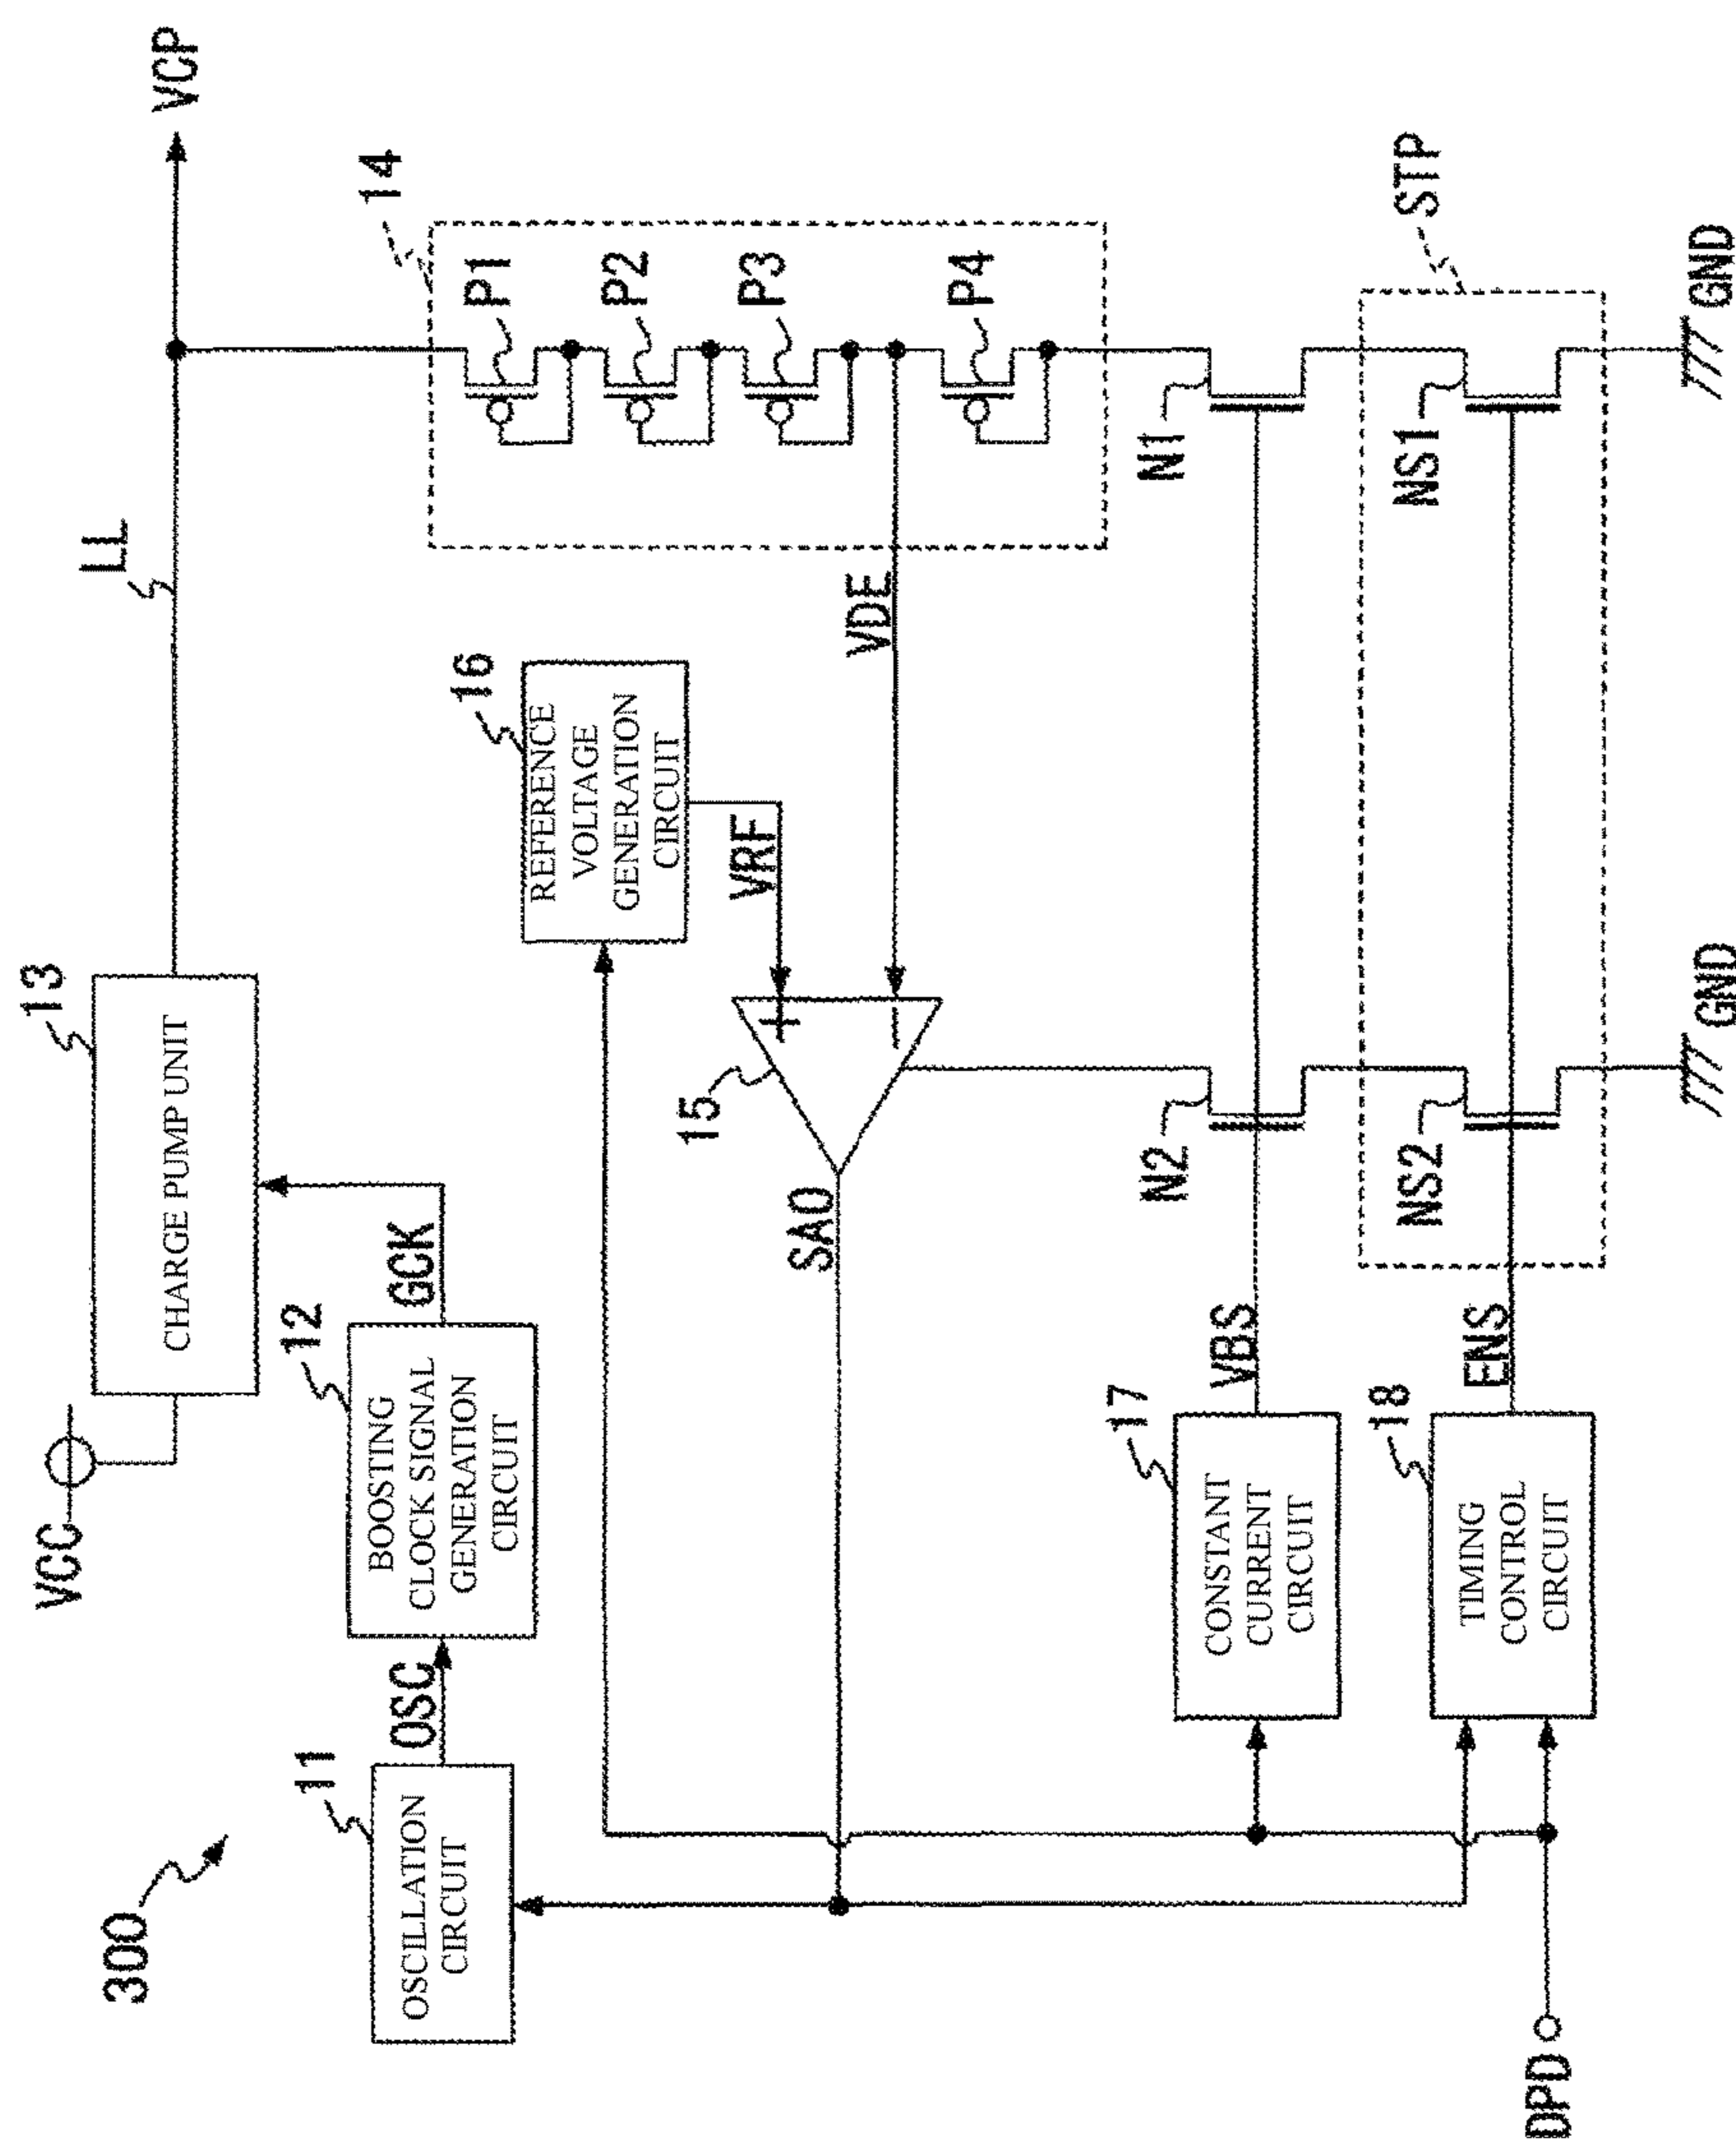 300
VCC
13
CHARGE PUMP UNIT
LL
VCP
11
OSCILLATION
CIRCUIT
OSC
12
BOOSTING
CLOCK SIGNAL
GENERATION
CIRCUIT
GCK
16
REFERENCE
VOLTAGE
GENERATION
CIRCUIT
VRF
14
P1
P2
P3
P4
VDE
15
+
−
SAO
17
CONSTANT
CURRENT
CIRCUIT
VBS
N2
N1
18
TIMING
CONTROL
CIRCUIT
ENS
NS2
NS1
STP
DPD
GND
GND